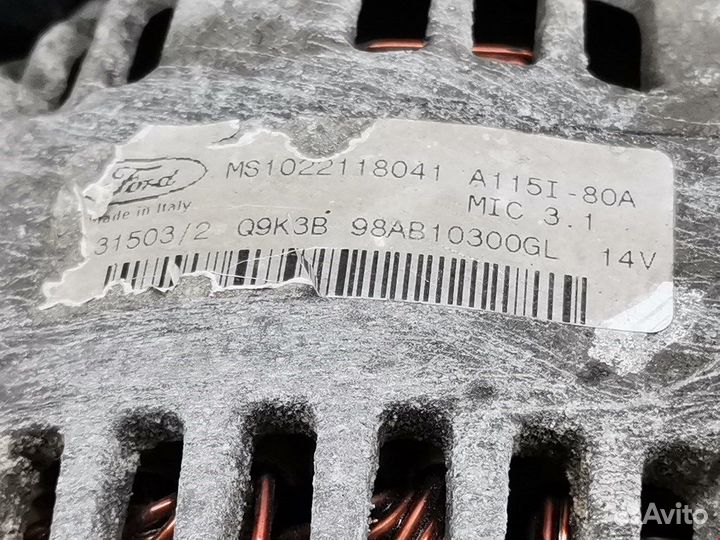 Ford MS1022118041 A115I-80A
Made in Italy MIC 3.1
31503/2 Q9K3B 98AB10300GL 14V
Avito